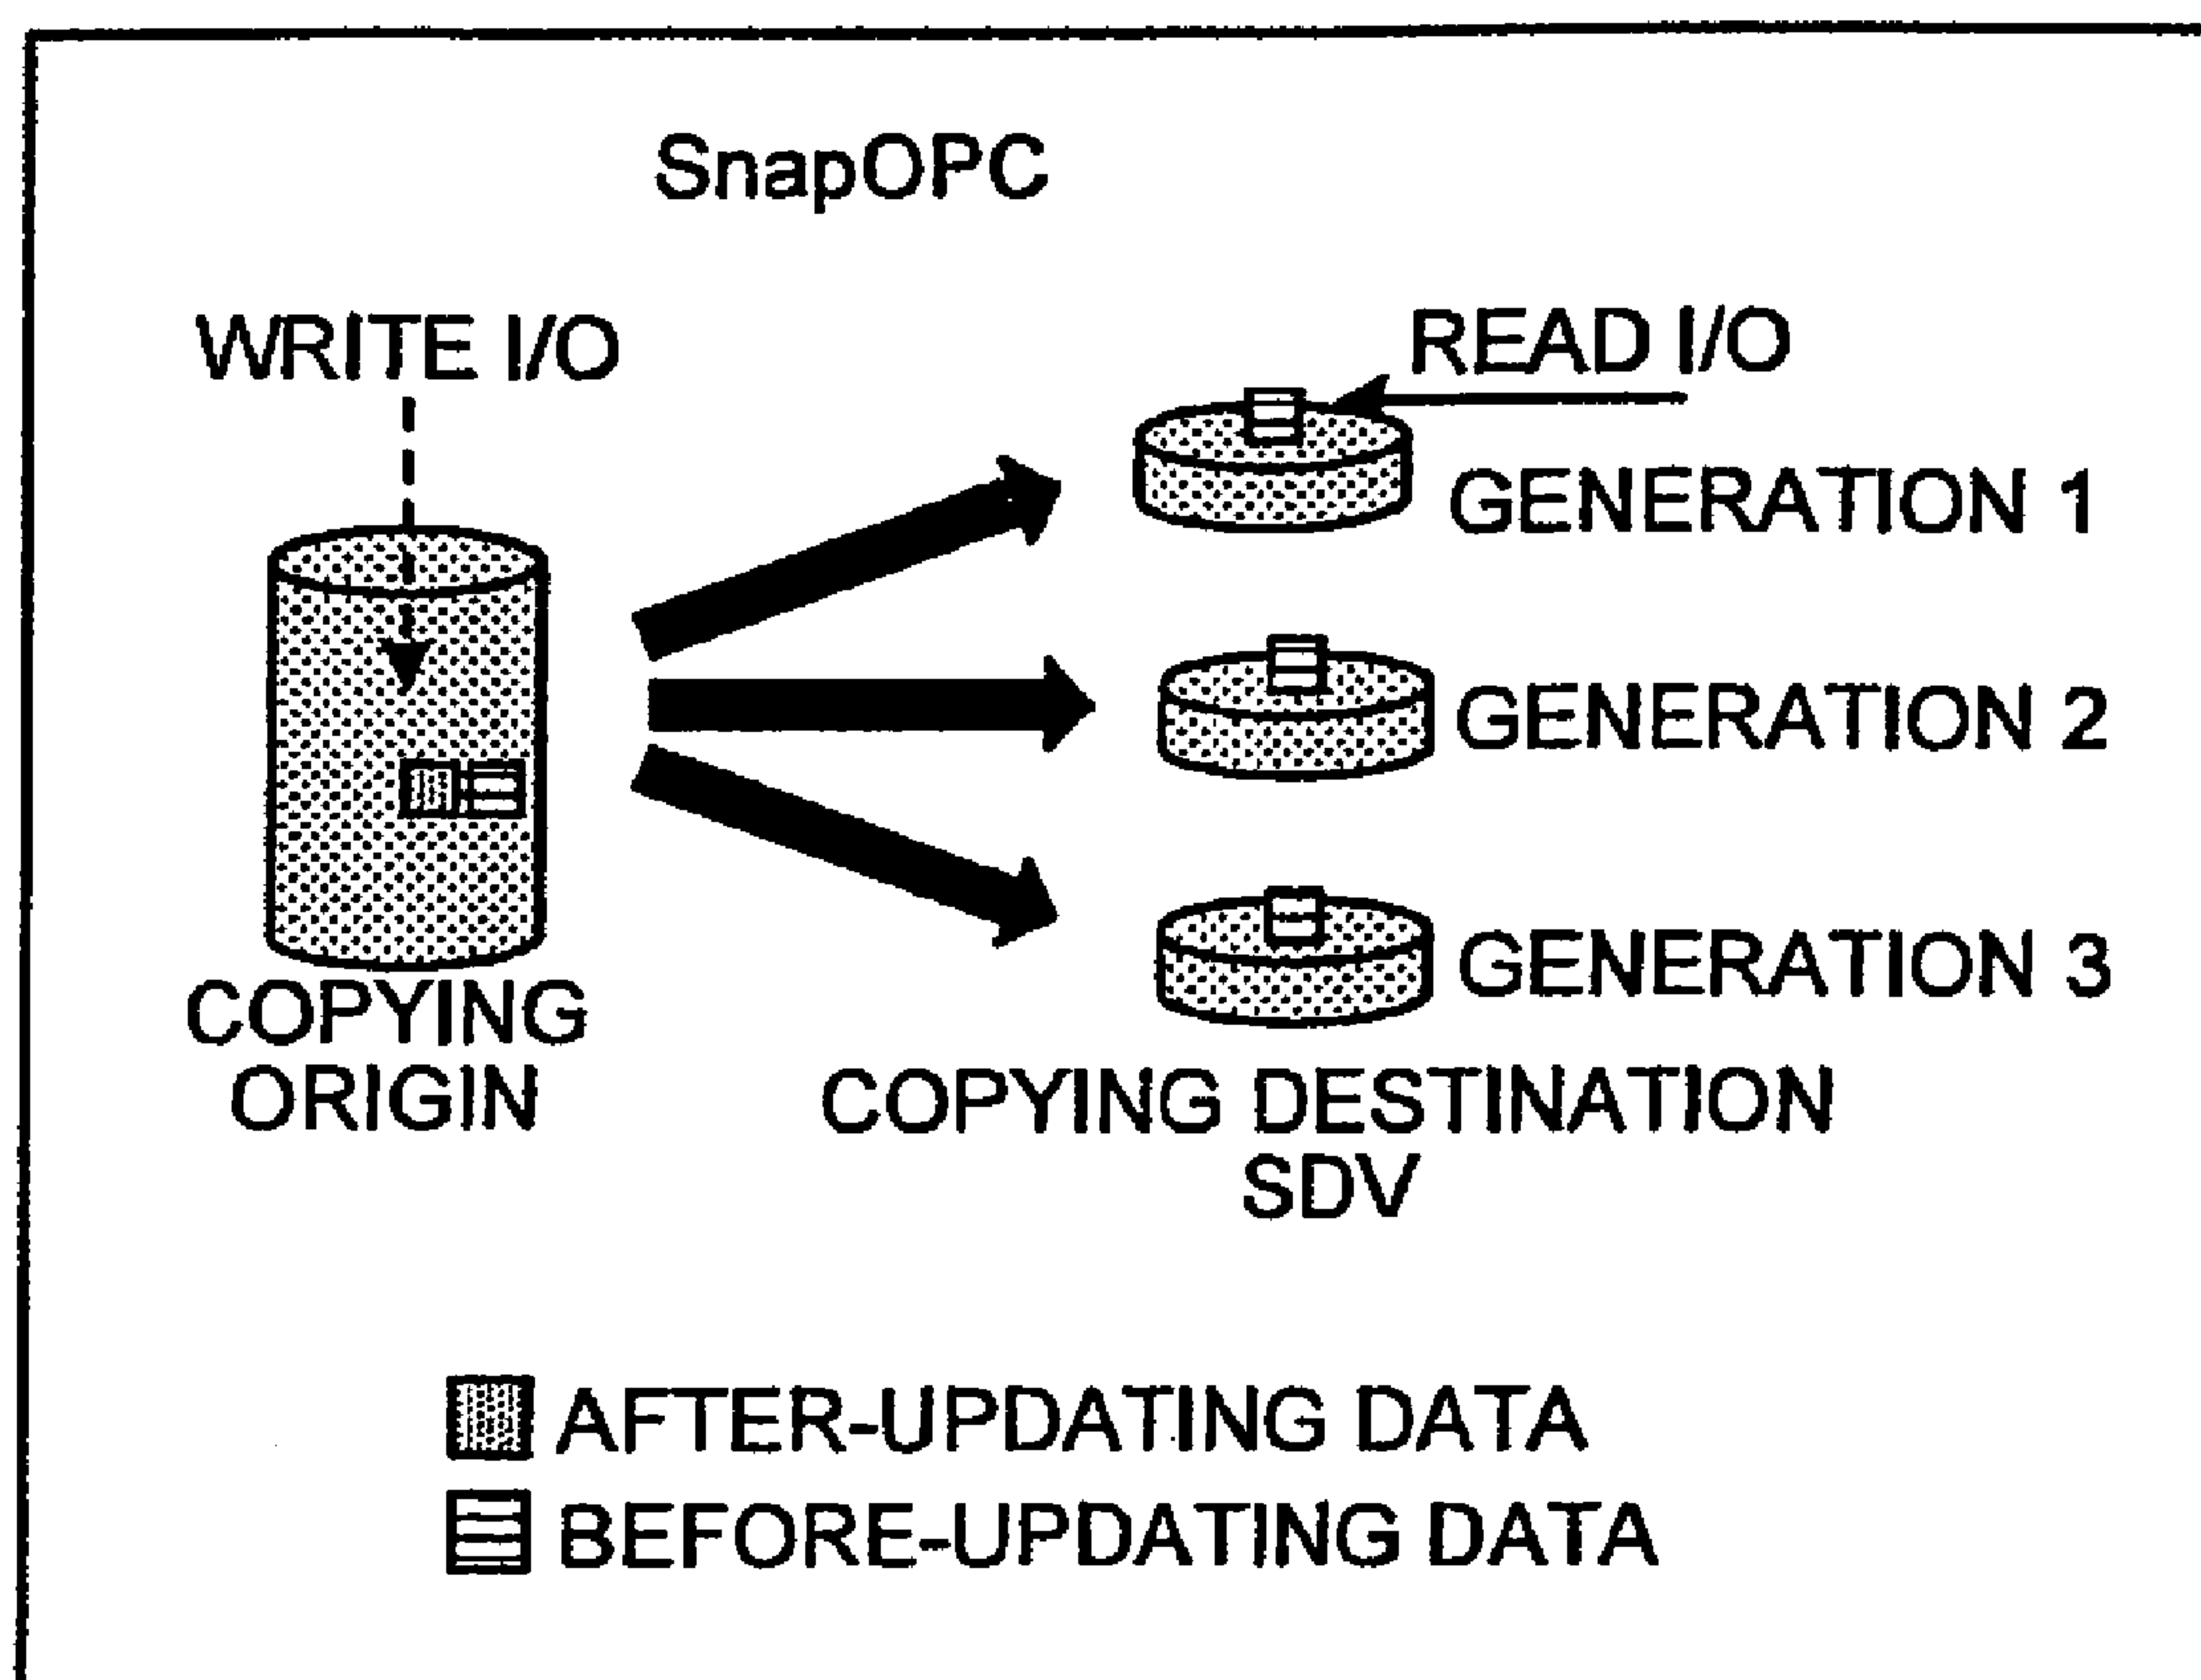 SnapOPC
WRITE I/O
READ I/O
GENERATION 1
GENERATION 2
GENERATION 3
COPYING
ORIGIN
COPYING DESTINATION
SDV
AFTER-UPDATING DATA
BEFORE-UPDATING DATA